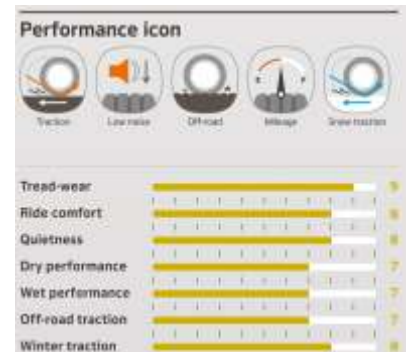 Performance icon
Traction Low noise Off-road Mileage Snow traction
E F
Tread-wear 9
Ride comfort 8
Quietness 8
Dry performance 7
Wet performance 7
Off-road traction 7
Winter traction 8